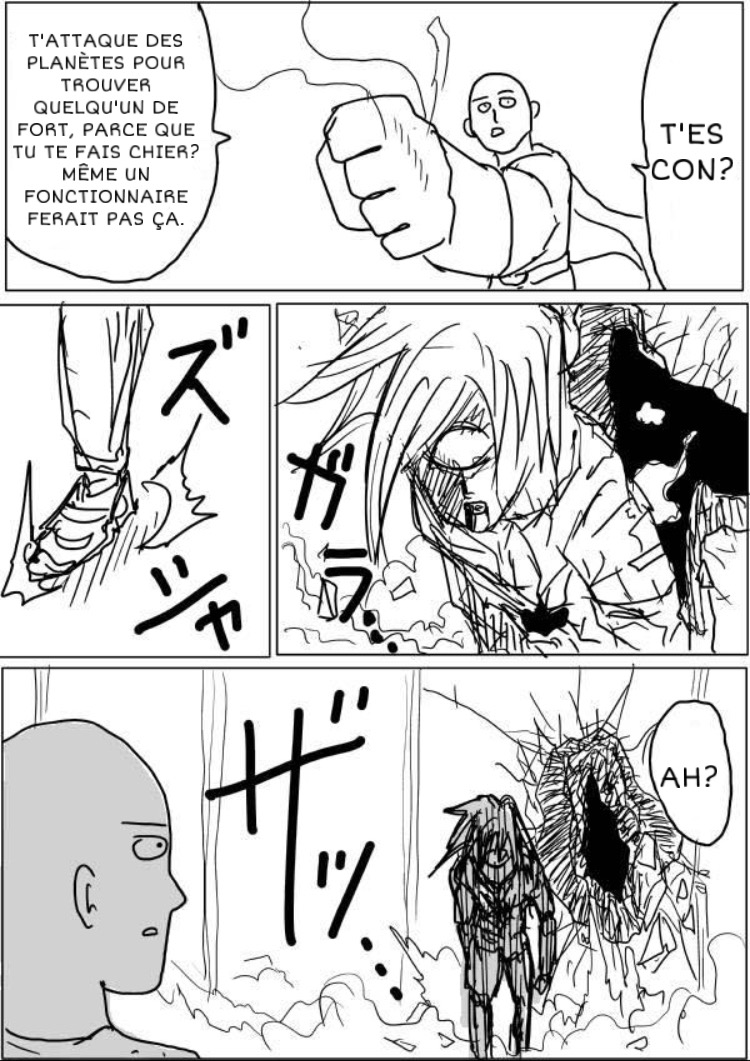 T'ES
CON?
T'ATTAQUE DES
PLANÈTES POUR
TROUVER
QUELQU'UN DE
FORT, PARCE QUE
TU TE FAIS CHIER?
MÊME UN
FONCTIONNAIRE
FERAIT PAS ÇA.
ガラ…
ズシャ
AH?
ザッ…